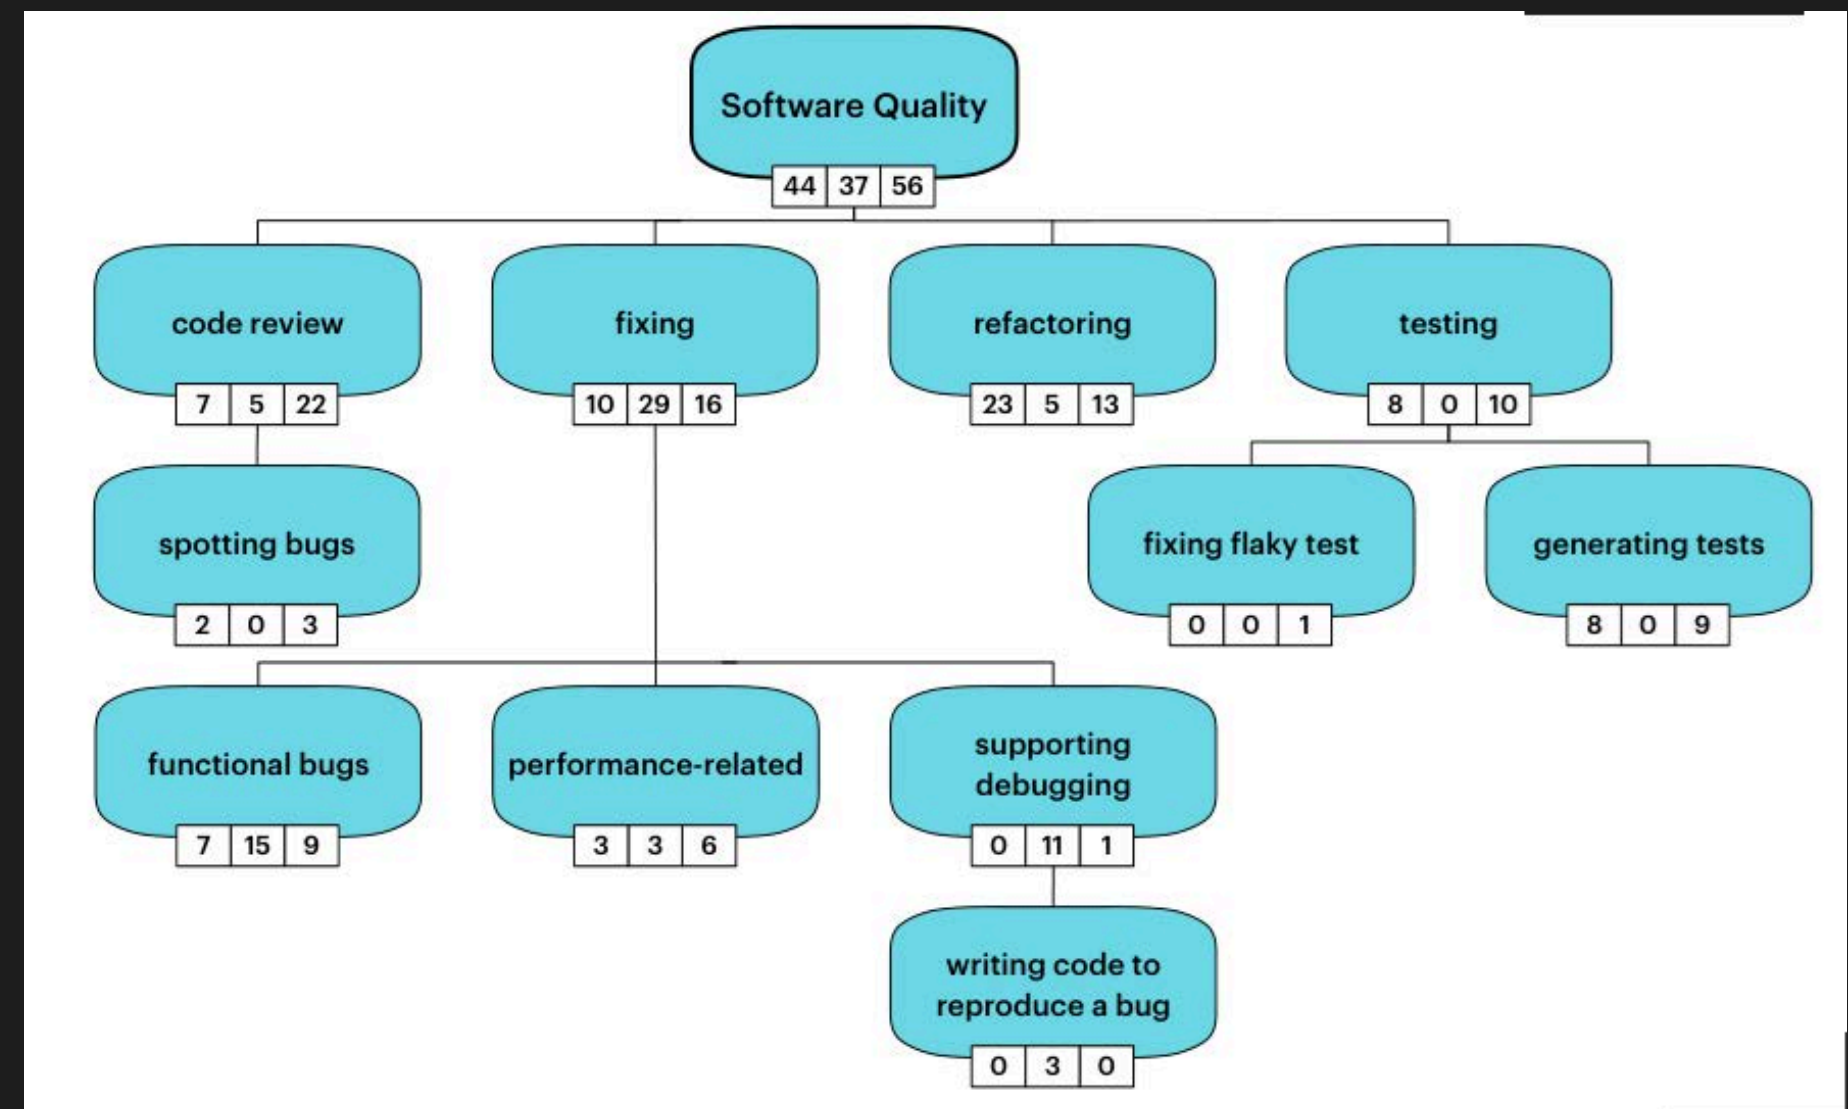 Software Quality
44 37 56
code review
fixing
refactoring
testing
7 5 22
10 29 16
23 5 13
8 0 10
spotting bugs
fixing flaky test
generating tests
2 0 3
0 0 1
8 0 9
functional bugs
performance-related
supporting
debugging
7 15 9
3 3 6
0 11 1
writing code to
reproduce a bug
0 3 0